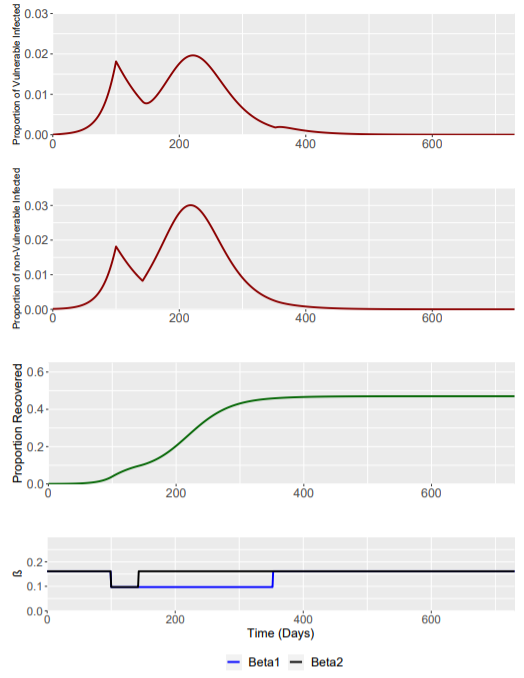 Proportion of Vulnerable Infected
0.03
0.02
0.01
0.00
0 200 400 600
Proportion of non-Vulnerable Infected
0.03
0.02
0.01
0.00
0 200 400 600
Proportion Recovered
0.6
0.4
0.2
0.0
0 200 400 600
ß
0.2
0.1
0.0
0 200 400 600
Time (Days)
Beta1 Beta2